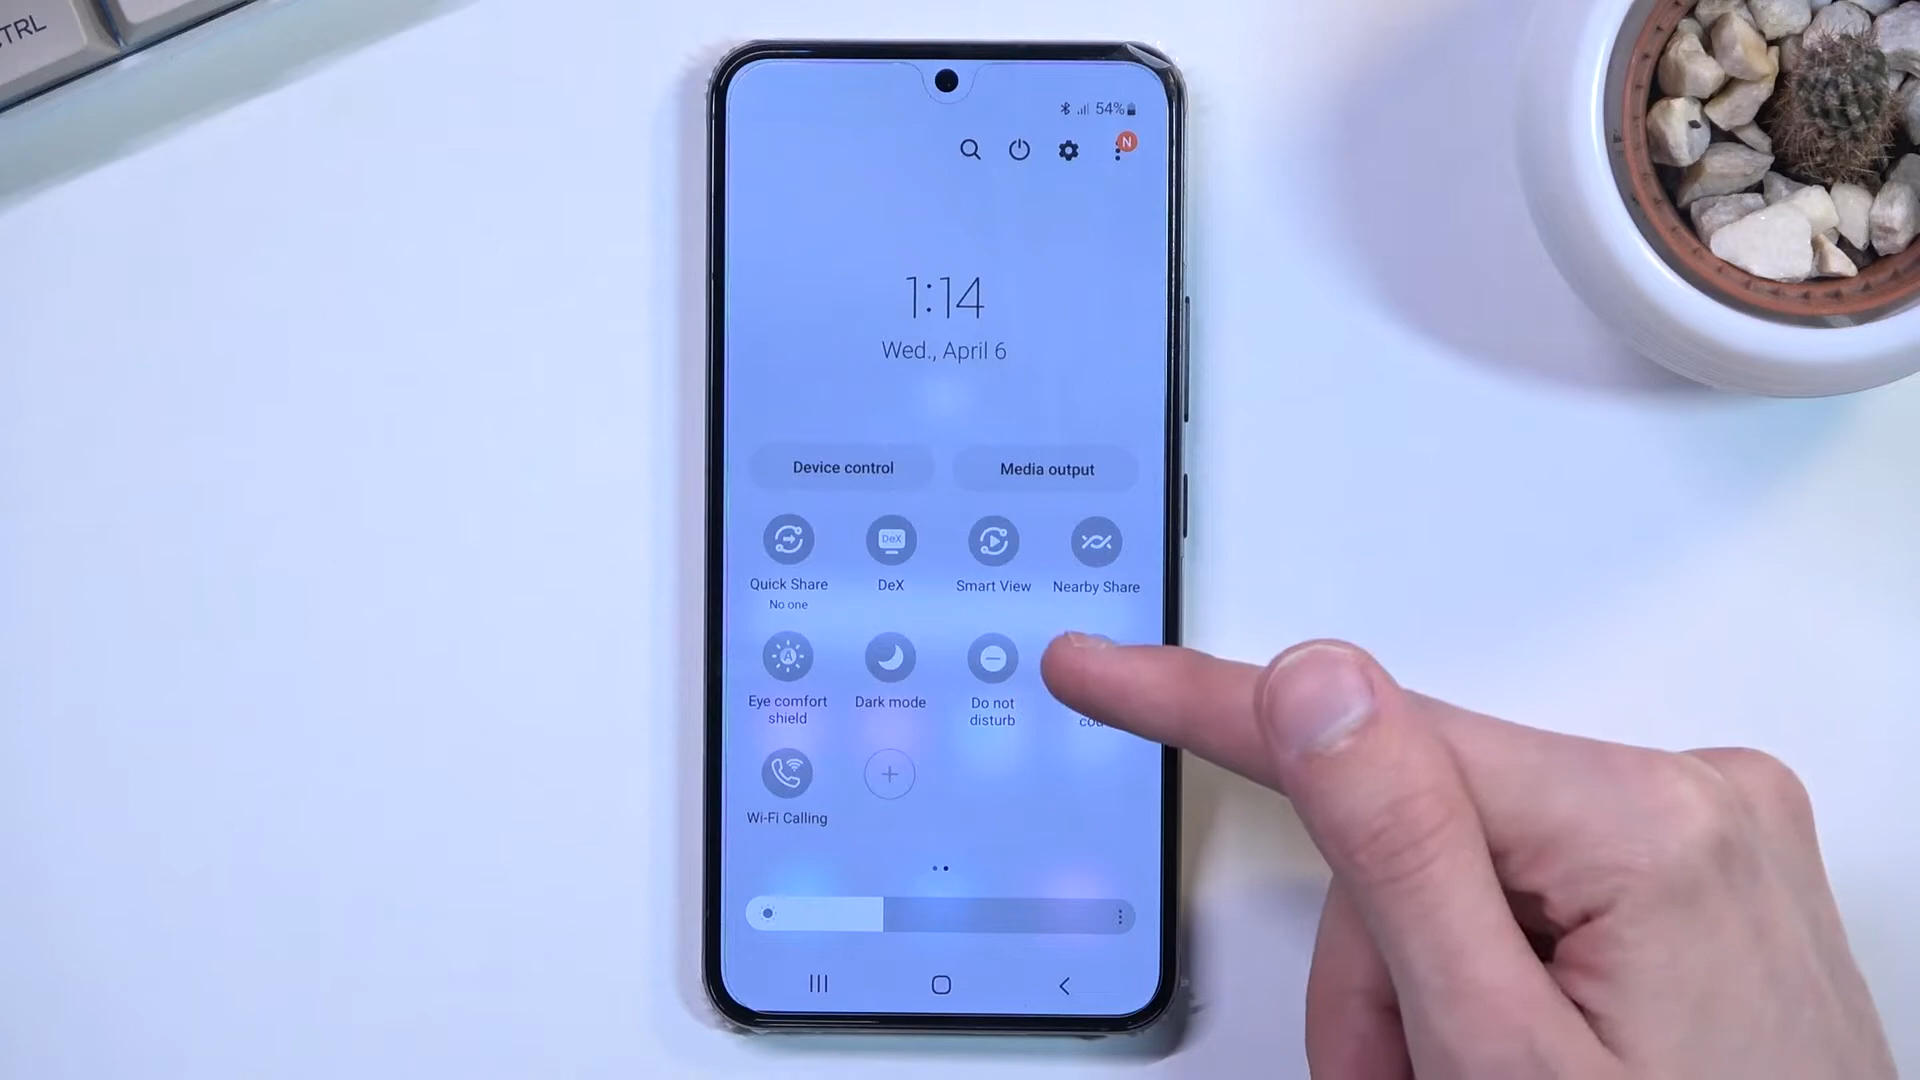 CTRL
54%
N
1:14
Wed., April 6
Device control
Media output
Quick Share
No one
DeX
DeX
Smart View
Nearby Share
Eye comfort
shield
Dark mode
Do not
disturb
Wi-Fi Calling